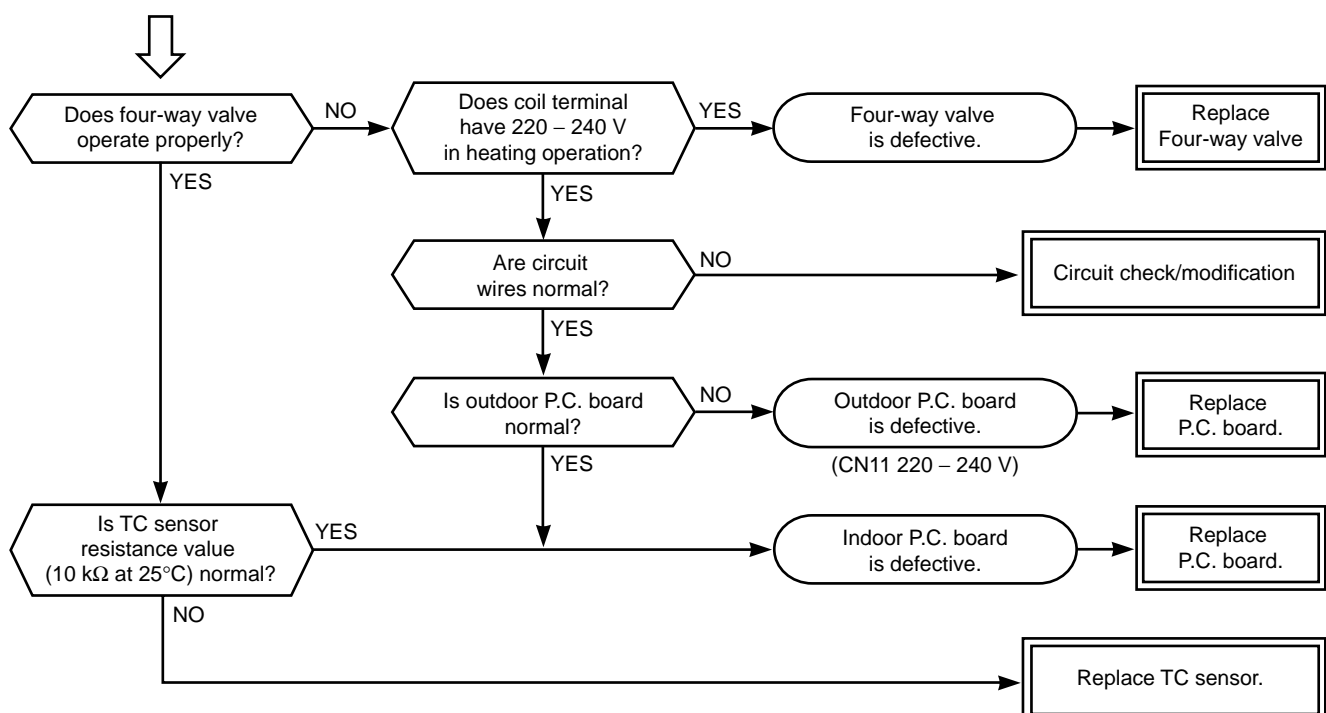 Does four-way valve
operate properly?
NO
Does coil terminal
have 220 – 240 V
in heating operation?
YES
Four-way valve
is defective.
Replace
Four-way valve
YES
YES
Are circuit
wires normal?
NO
Circuit check/modification
YES
Is outdoor P.C. board
normal?
NO
Outdoor P.C. board
is defective.
(CN11 220 – 240 V)
Replace
P.C. board.
YES
Is TC sensor
resistance value
(10 kΩ at 25°C) normal?
YES
Indoor P.C. board
is defective.
Replace
P.C. board.
NO
Replace TC sensor.